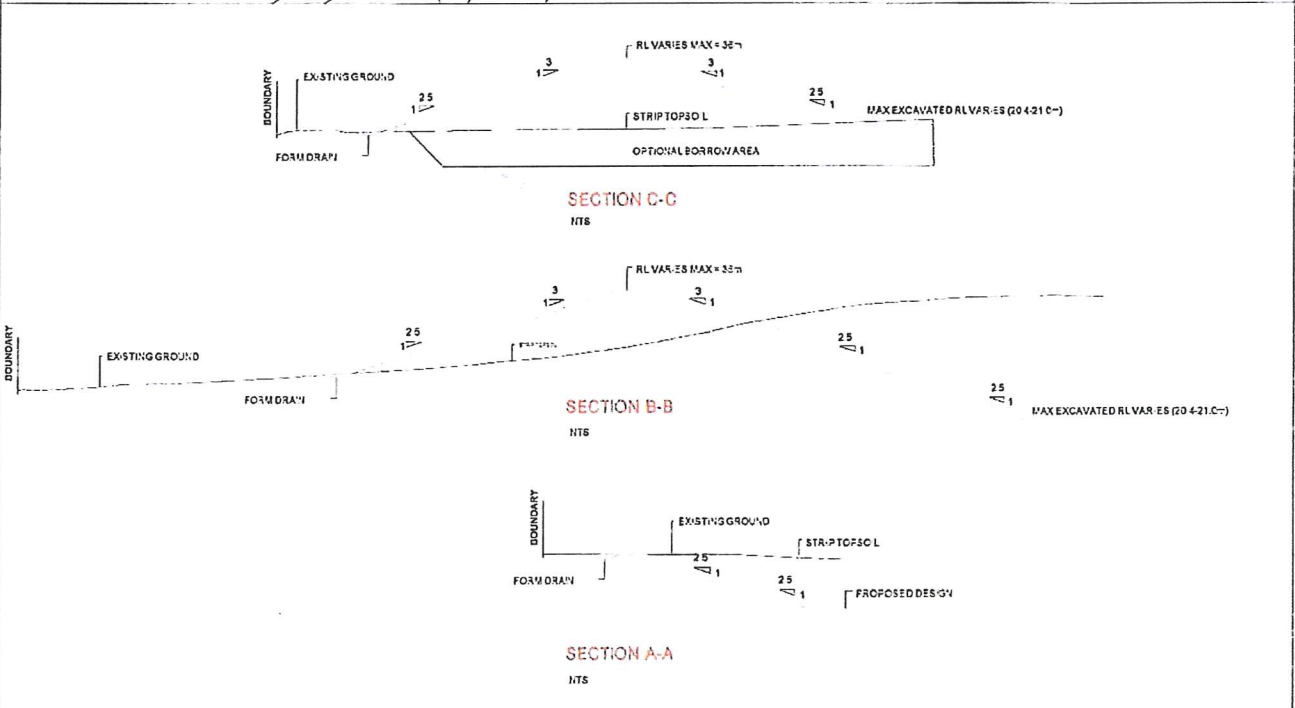 RL VARIES MAX = 36m
3
1
3
1
BOUNDARY
EXISTING GROUND
25
1
25
1
STRIP TOPSOIL
MAX EXCAVATED RL VARIES (20.4-21.0m)
FORM DRAIN
OPTIONAL BORROW AREA
SECTION C-C
NTS
RL VARIES MAX = 36m
3
1
3
1
BOUNDARY
EXISTING GROUND
25
1
25
1
FORM DRAIN
25
1
MAX EXCAVATED RL VARIES (20.4-21.0m)
SECTION B-B
NTS
BOUNDARY
EXISTING GROUND
STRIP TOPSOIL
FORM DRAIN
25
1
25
1
PROPOSED DESIGN
SECTION A-A
NTS